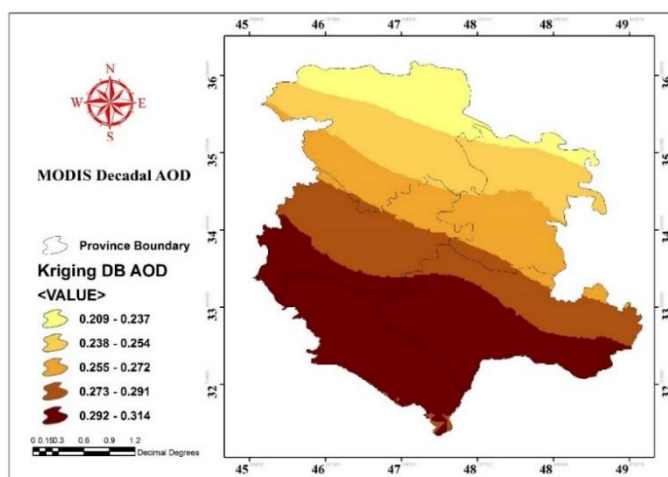 45 46 47 48 48 49
N
W E
S
MODIS Decadal AOD
Province Boundary
Kriging DB AOD
<VALUE>
0.209 - 0.237
0.238 - 0.254
0.255 - 0.272
0.273 - 0.291
0.292 - 0.314
0 0.150.3 0.6 0.9 1.2
Decimal Degrees
36
35
34
33
32
45 46 47 48 48 49